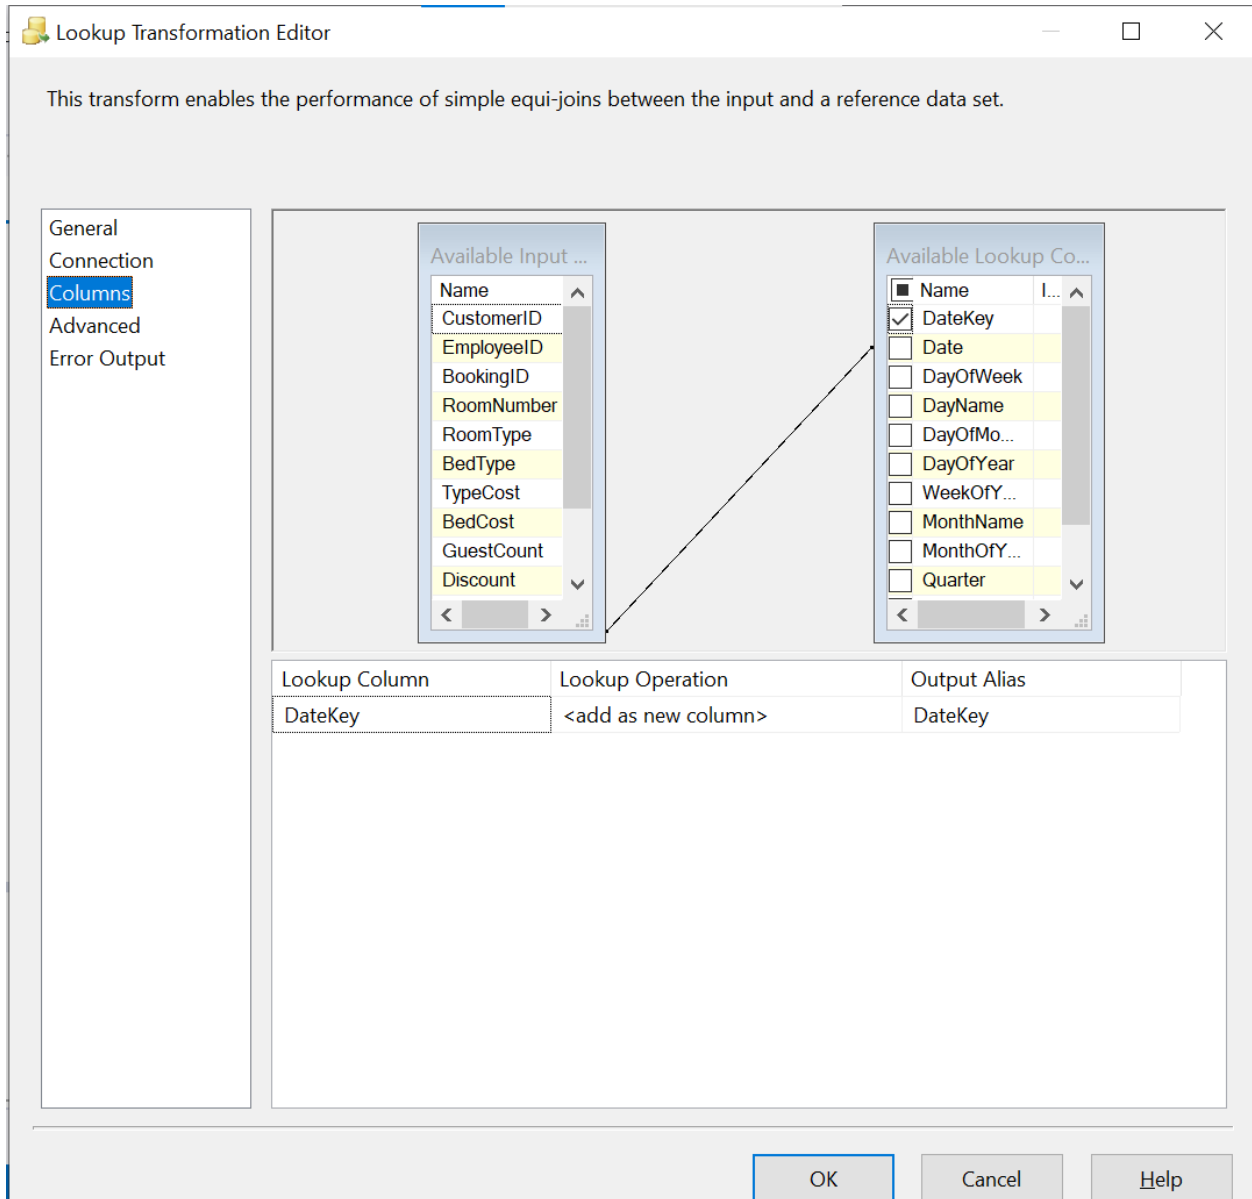 Lookup Transformation Editor
This transform enables the performance of simple equi-joins between the input and a reference data set.
General
Connection
Columns
Advanced
Error Output
Available Input ...
Name
CustomerID
EmployeeID
BookingID
RoomNumber
RoomType
BedType
TypeCost
BedCost
GuestCount
Discount
Available Lookup Co...
Name I...
DateKey
Date
DayOfWeek
DayName
DayOfMo...
DayOfYear
WeekOfY...
MonthName
MonthOfY...
Quarter
Lookup Column Lookup Operation Output Alias
DateKey <add as new column> DateKey
OK Cancel Help